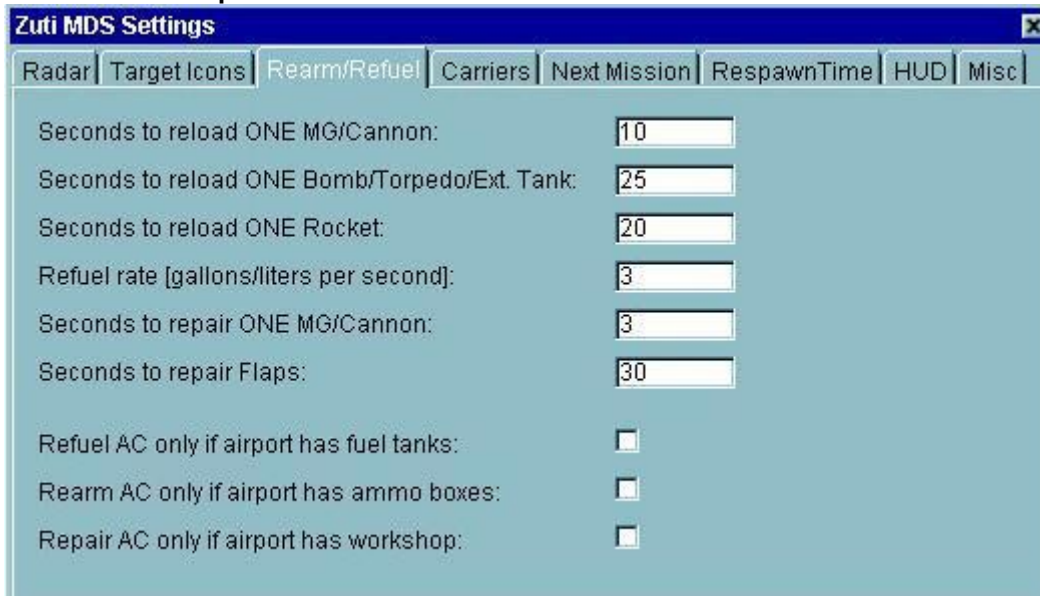 Zuti MDS Settings
Radar Target Icons Rearm/Refuel Carriers Next Mission RespawnTime HUD Misc
Seconds to reload ONE MG/Cannon: 10
Seconds to reload ONE Bomb/Torpedo/Ext. Tank: 25
Seconds to reload ONE Rocket: 20
Refuel rate [gallons/liters per second]: 3
Seconds to repair ONE MG/Cannon: 3
Seconds to repair Flaps: 30
Refuel AC only if airport has fuel tanks:
Rearm AC only if airport has ammo boxes:
Repair AC only if airport has workshop: